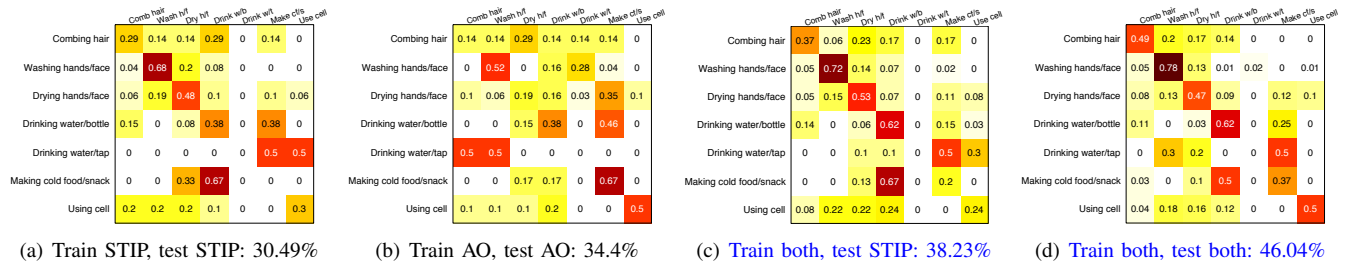 Comb hair Wash h/f Dry h/f Drink w/b Drink w/t Make cf/s Use cell
Combing hair 0.29 0.14 0.14 0.29 0 0.14 0
Washing hands/face 0.04 0.68 0.2 0.08 0 0 0
Drying hands/face 0.06 0.19 0.48 0.1 0 0.1 0.06
Drinking water/bottle 0.15 0 0.08 0.38 0 0.38 0
Drinking water/tap 0 0 0 0 0 0.5 0.5
Making cold food/snack 0 0 0.33 0.67 0 0 0
Using cell 0.2 0.2 0.2 0.1 0 0 0.3
(a) Train STIP, test STIP: 30.49%
Comb hair Wash h/f Dry h/f Drink w/b Drink w/t Make cf/s Use cell
Combing hair 0.14 0.14 0.29 0.14 0.14 0.14 0
Washing hands/face 0 0.52 0 0.16 0.28 0.04 0
Drying hands/face 0.1 0.06 0.19 0.16 0.03 0.35 0.1
Drinking water/bottle 0 0 0.15 0.38 0 0.46 0
Drinking water/tap 0.5 0.5 0 0 0 0 0
Making cold food/snack 0 0 0.17 0.17 0 0.67 0
Using cell 0.1 0.1 0.1 0.2 0 0 0.5
(b) Train AO, test AO: 34.4%
Comb hair Wash h/f Dry h/f Drink w/b Drink w/t Make cf/s Use cell
Combing hair 0.37 0.06 0.23 0.17 0 0.17 0
Washing hands/face 0.05 0.72 0.14 0.07 0 0.02 0
Drying hands/face 0.05 0.15 0.53 0.07 0 0.11 0.08
Drinking water/bottle 0.14 0 0.06 0.62 0 0.15 0.03
Drinking water/tap 0 0 0.1 0.1 0 0.5 0.3
Making cold food/snack 0 0 0.13 0.67 0 0.2 0
Using cell 0.08 0.22 0.22 0.24 0 0 0.24
(c) Train both, test STIP: 38.23%
Comb hair Wash h/f Dry h/f Drink w/b Drink w/t Make cf/s Use cell
Combing hair 0.49 0.2 0.17 0.14 0 0 0
Washing hands/face 0.05 0.78 0.13 0.01 0.02 0 0.01
Drying hands/face 0.08 0.13 0.47 0.09 0 0.12 0.1
Drinking water/bottle 0.11 0 0.03 0.62 0 0.25 0
Drinking water/tap 0 0.3 0.2 0 0 0.5 0
Making cold food/snack 0.03 0 0.1 0.5 0 0.37 0
Using cell 0.04 0.18 0.16 0.12 0 0 0.5
(d) Train both, test both: 46.04%